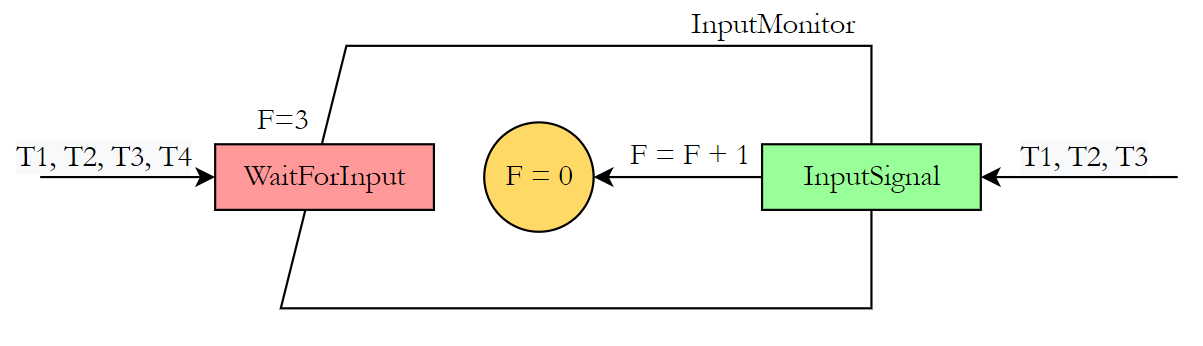 InputMonitor
F=3
T1, T2, T3, T4
WaitForInput
F = 0
F = F + 1
InputSignal
T1, T2, T3